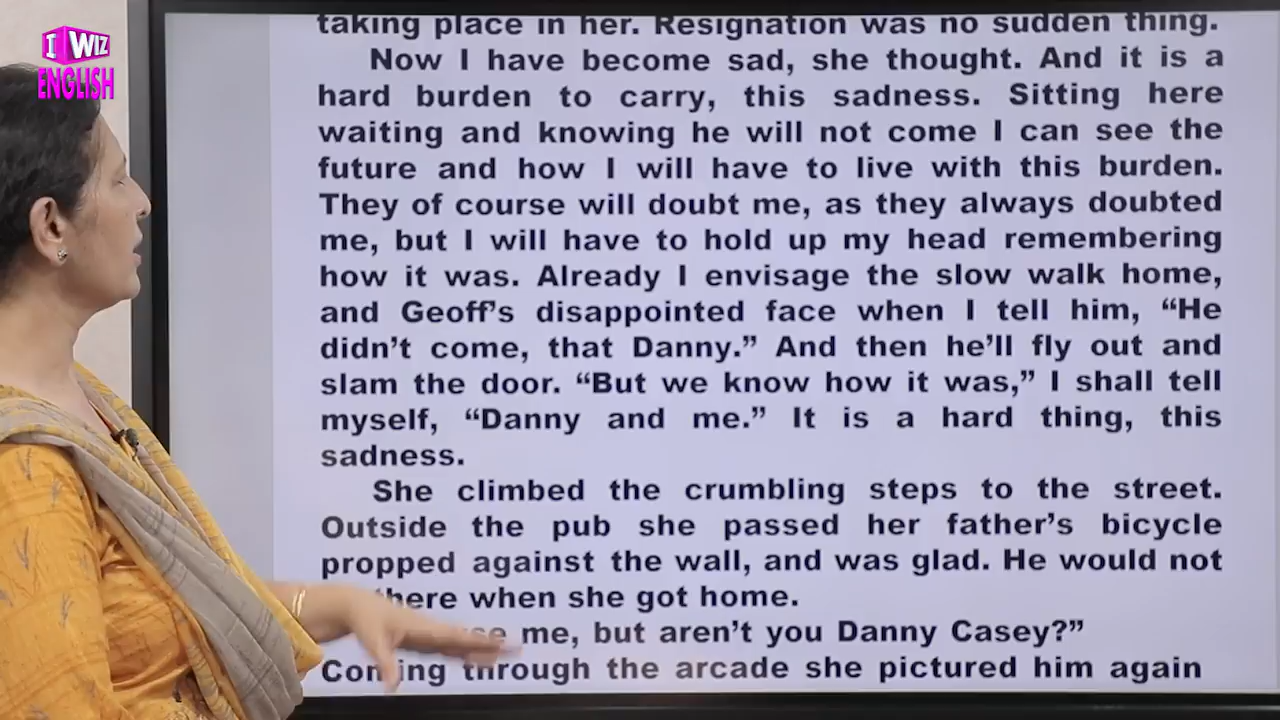 I WIZ
ENGLISH
taking place in her. Resignation was no sudden thing.
Now I have become sad, she thought. And it is a
hard burden to carry, this sadness. Sitting here
waiting and knowing he will not come I can see the
future and how I will have to live with this burden.
They of course will doubt me, as they always doubted
me, but I will have to hold up my head remembering
how it was. Already I envisage the slow walk home,
and Geoff’s disappointed face when I tell him, “He
didn’t come, that Danny.” And then he’ll fly out and
slam the door. “But we know how it was,” I shall tell
myself, “Danny and me.” It is a hard thing, this
sadness.
She climbed the crumbling steps to the street.
Outside the pub she passed her father’s bicycle
propped against the wall, and was glad. He would not
there when she got home.
me, but aren’t you Danny Casey?”
Coming through the arcade she pictured him again